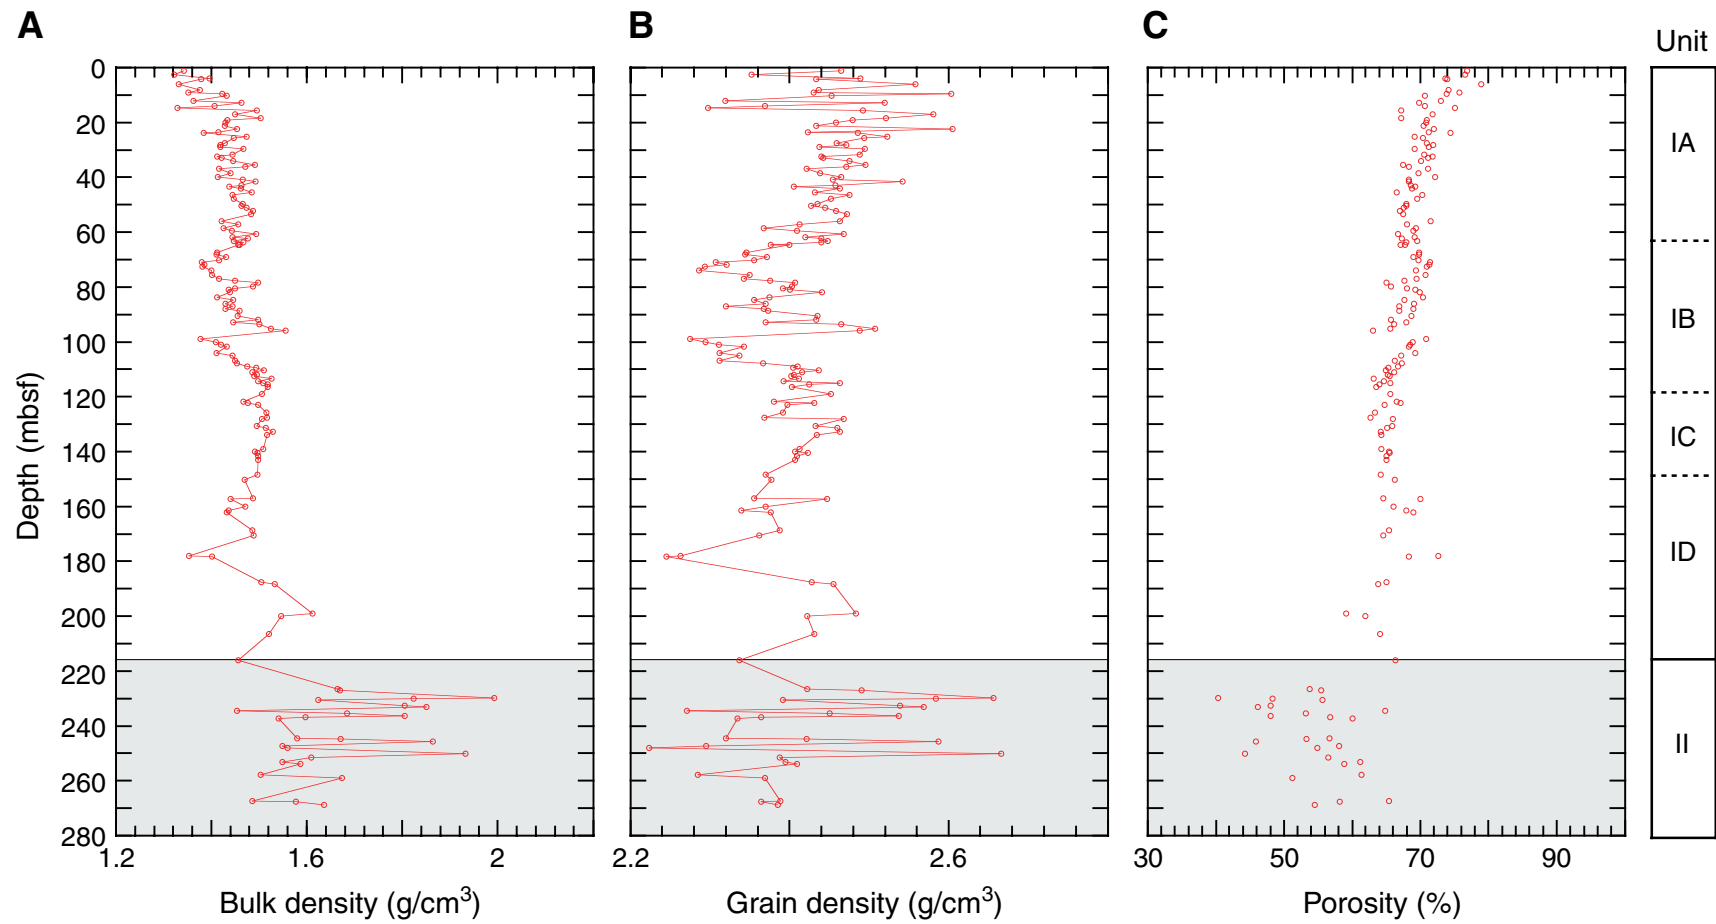 A
B
C
Unit
0
20
40
60
80
100
120
140
160
180
200
220
240
260
280
Depth (mbsf)
1.2
1.6
2
2.2
2.6
30
50
70
90
Bulk density (g/cm³)
Grain density (g/cm³)
Porosity (%)
IA
IB
IC
ID
II